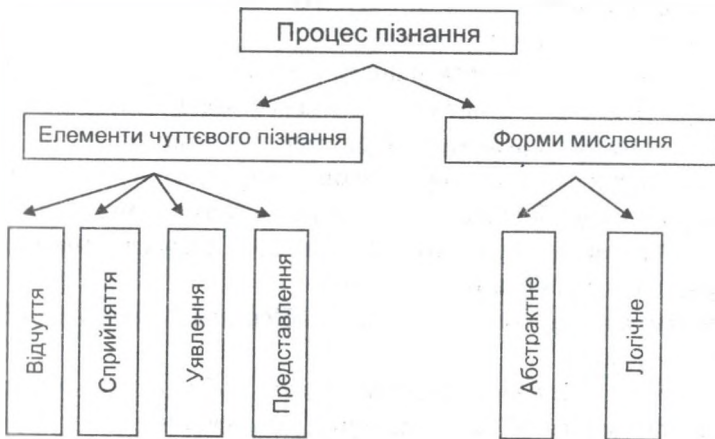 Процес пізнання
Елементи чуттєвого пізнання
Форми мислення
Відчуття
Сприйняття
Уявлення
Представлення
Абстрактне
Логічне